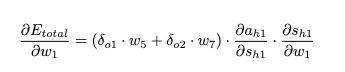 ∂E_total/∂w_1 = (δ_o1 · w_5 + δ_o2 · w_7) · ∂a_h1/∂s_h1 · ∂s_h1/∂w_1